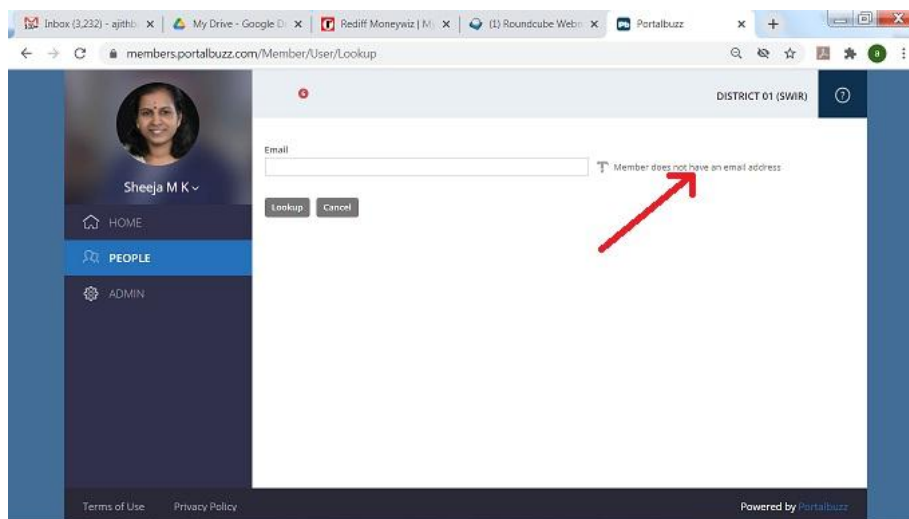 Inbox (3,232) - ajithb
My Drive - Google D
Rediff Moneywiz | My
(1) Roundcube Webm
Portalbuzz
members.portalbuzz.com/Member/User/Lookup
a
DISTRICT 01 (SWIR)
Email
Member does not have an email address
Sheeja M K
Lookup Cancel
HOME
PEOPLE
ADMIN
Terms of Use Privacy Policy
Powered by Portalbuzz